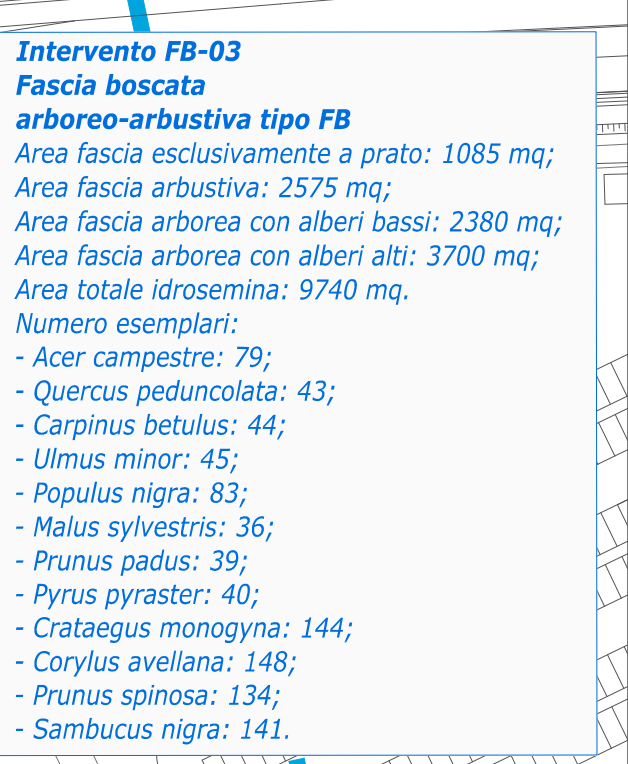 Intervento FB-03
Fascia boscata
arboreo-arbustiva tipo FB
Area fascia esclusivamente a prato: 1085 mq;
Area fascia arbustiva: 2575 mq;
Area fascia arborea con alberi bassi: 2380 mq;
Area fascia arborea con alberi alti: 3700 mq;
Area totale idrosemina: 9740 mq.
Numero esemplari:
- Acer campestre: 79;
- Quercus peduncolata: 43;
- Carpinus betulus: 44;
- Ulmus minor: 45;
- Populus nigra: 83;
- Malus sylvestris: 36;
- Prunus padus: 39;
- Pyrus pyraster: 40;
- Crataegus monogyna: 144;
- Corylus avellana: 148;
- Prunus spinosa: 134;
- Sambucus nigra: 141.